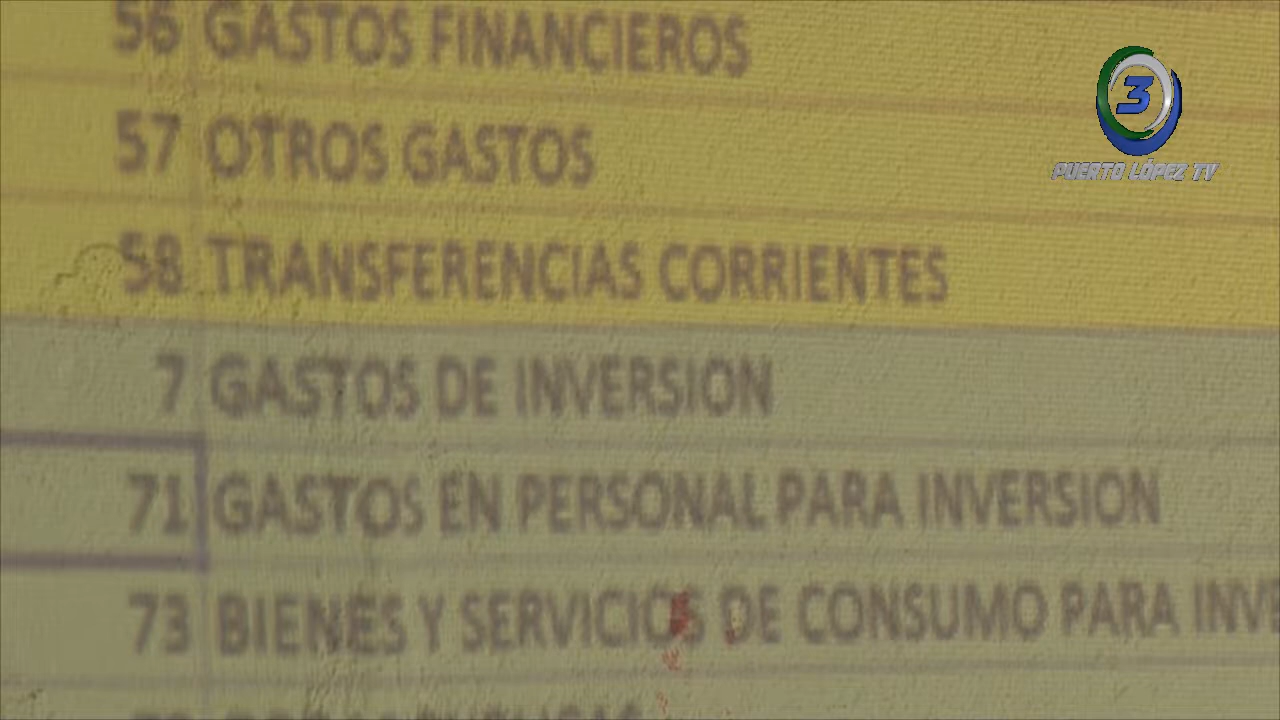 56 GASTOS FINANCIEROS
57 OTROS GASTOS
58 TRANSFERENCIAS CORRIENTES
7 GASTOS DE INVERSION
71 GASTOS EN PERSONAL PARA INVERSION
73 BIENES Y SERVICIOS DE CONSUMO PARA INVE
3
PUERTO LÓPEZ TV